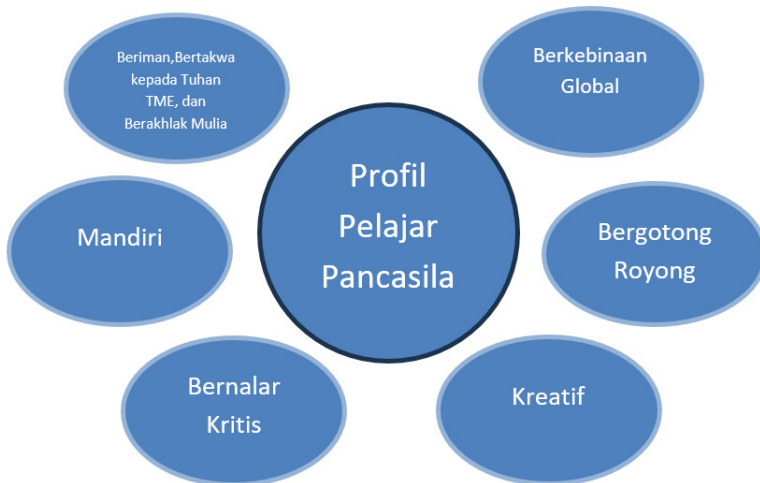 Beriman,Bertakwa
kepada Tuhan
TME, dan
Berakhlak Mulia
Berkebinaan
Global
Profil
Pelajar
Pancasila
Mandiri
Bergotong
Royong
Bernalar
Kritis
Kreatif